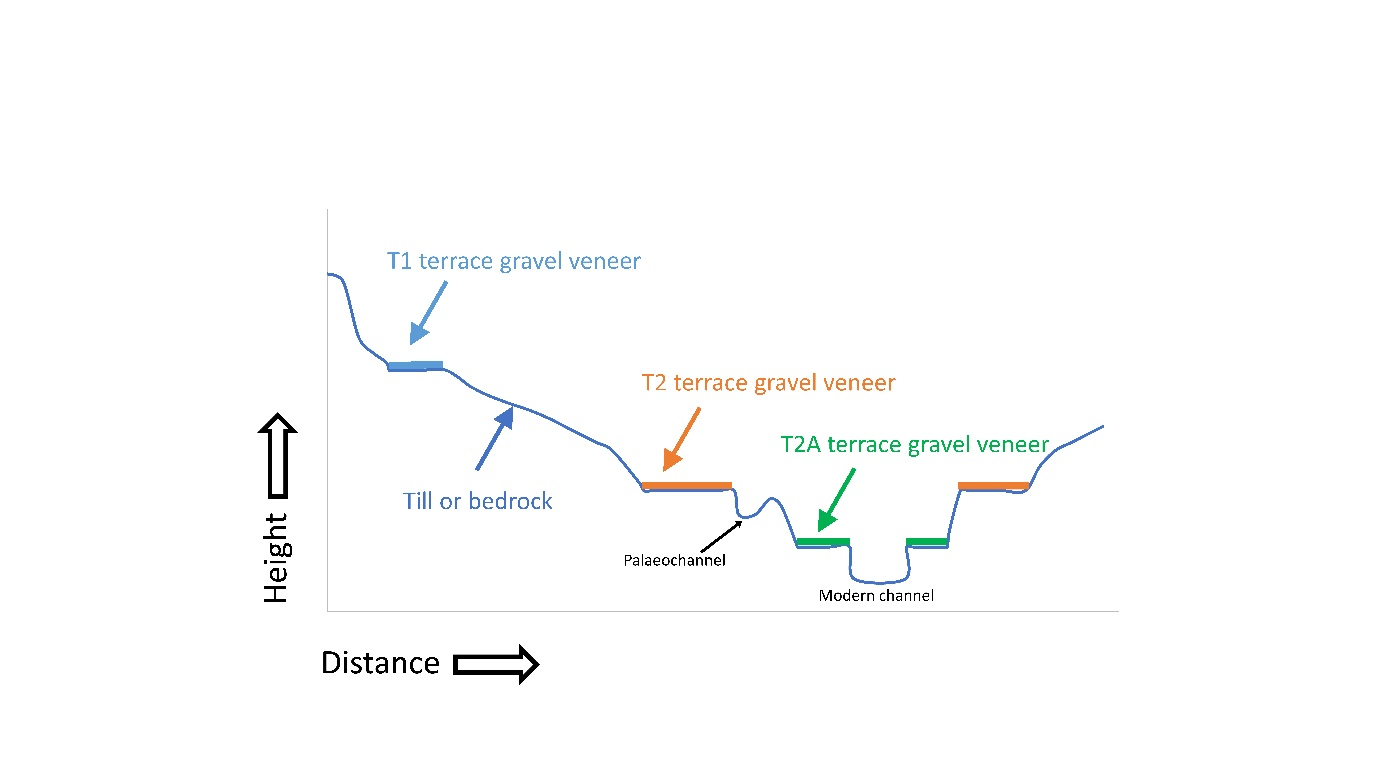 T1 terrace gravel veneer
T2 terrace gravel veneer
T2A terrace gravel veneer
Till or bedrock
Palaeochannel
Modern channel
Height
Distance